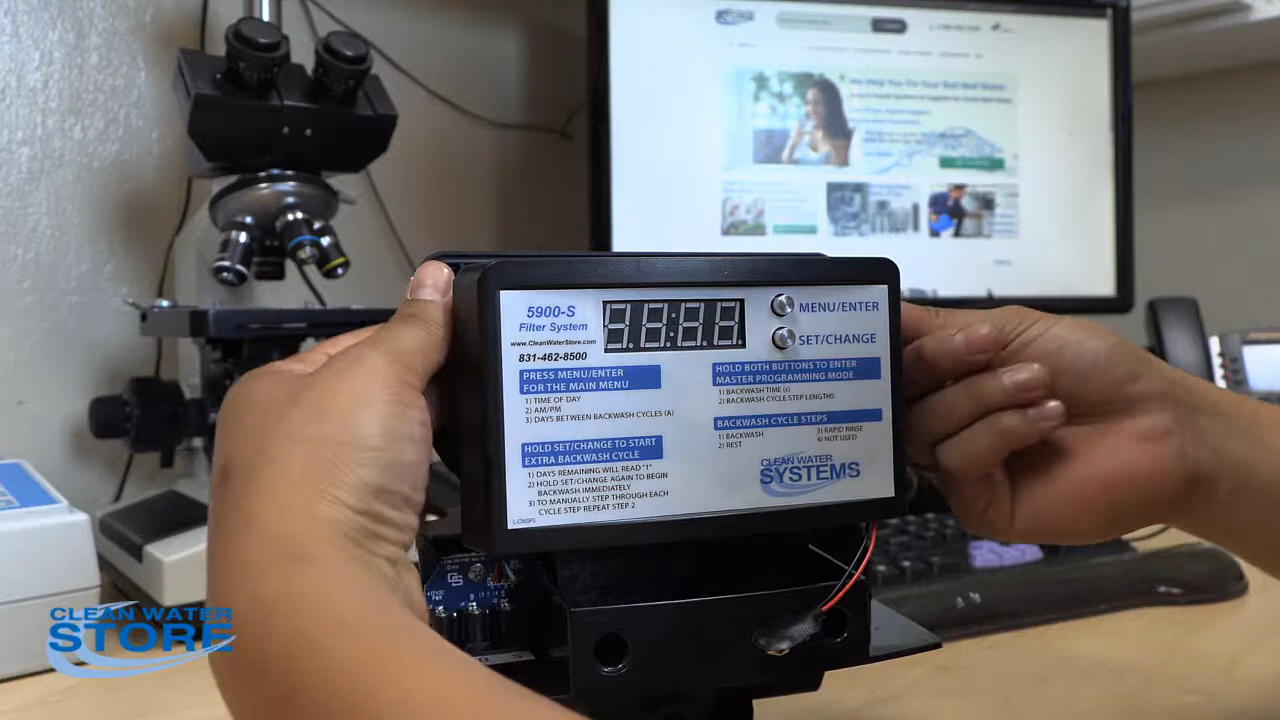 5900-S
Filter System
www.CleanWaterStore.com
831-462-8500
MENU/ENTER
SET/CHANGE
PRESS MENU/ENTER
FOR THE MAIN MENU
1) TIME OF DAY
2) AM/PM
3) DAYS BETWEEN BACKWASH CYCLES (A)
HOLD SET/CHANGE TO START
EXTRA BACKWASH CYCLE
1) DAYS REMAINING WILL READ "1"
2) HOLD SET/CHANGE AGAIN TO BEGIN
BACKWASH IMMEDIATELY
3) TO MANUALLY STEP THROUGH EACH
CYCLE STEP REPEAT STEP 2
L-CWSFS
HOLD BOTH BUTTONS TO ENTER
MASTER PROGRAMMING MODE
1) BACKWASH TIME (r)
2) BACKWASH CYCLE STEP LENGTHS
BACKWASH CYCLE STEPS
1) BACKWASH
2) REST
3) RAPID RINSE
4) NOT USED
CLEAN WATER
SYSTEMS
CLEAN WATER
STORE